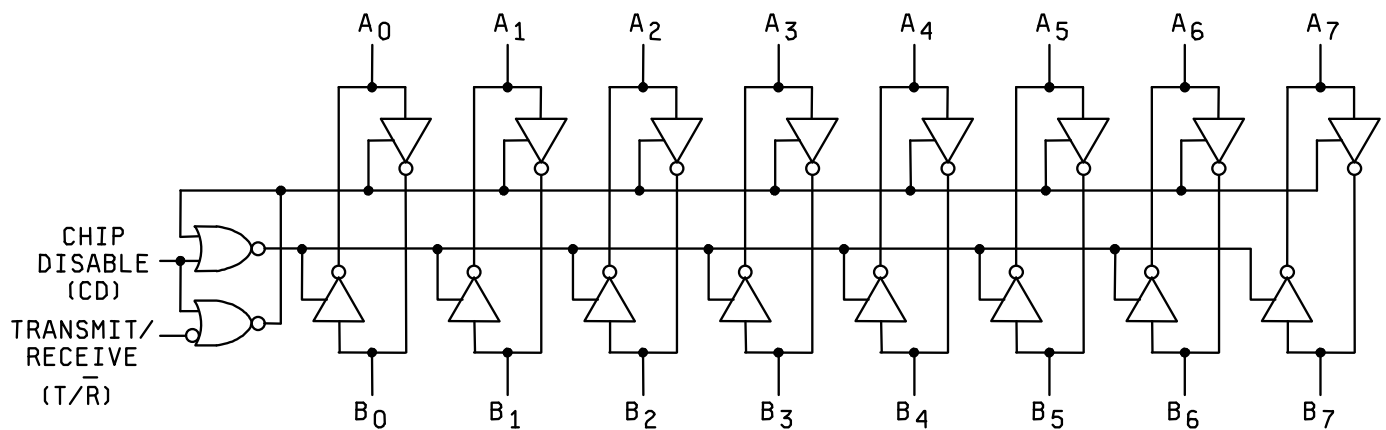 A0 A1 A2 A3 A4 A5 A6 A7
CHIP
DISABLE
(CD)
TRANSMIT/
RECEIVE
(T/R̅)
B0 B1 B2 B3 B4 B5 B6 B7